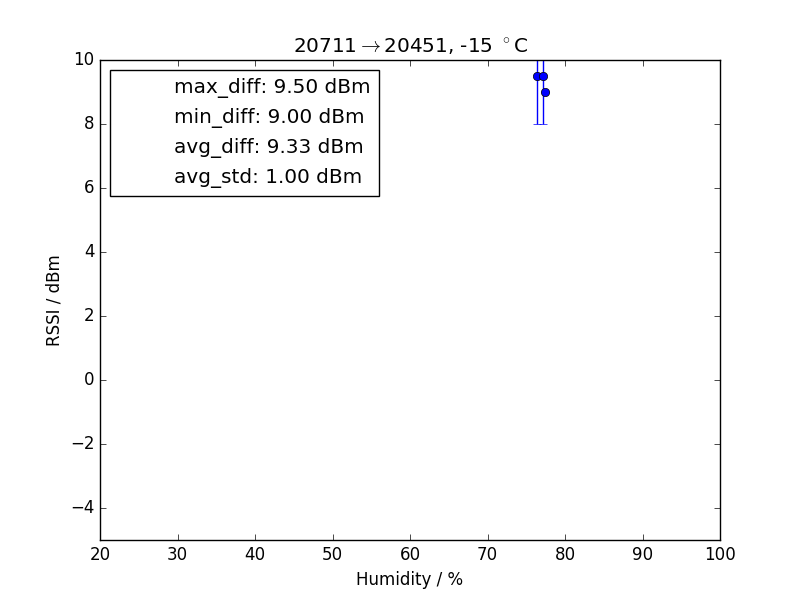 20711→20451, -15 °C
max_diff: 9.50 dBm
min_diff: 9.00 dBm
avg_diff: 9.33 dBm
avg_std: 1.00 dBm
10
8
6
4
2
0
−2
−4
RSSI / dBm
20 30 40 50 60 70 80 90 100
Humidity / %